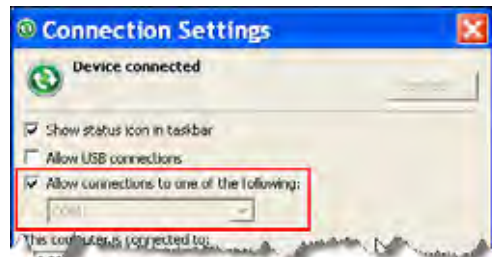 Connection Settings
Device connected
Show status icon in taskbar
Allow USB connections
Allow connections to one of the following:
COM1
This computer is connected to: